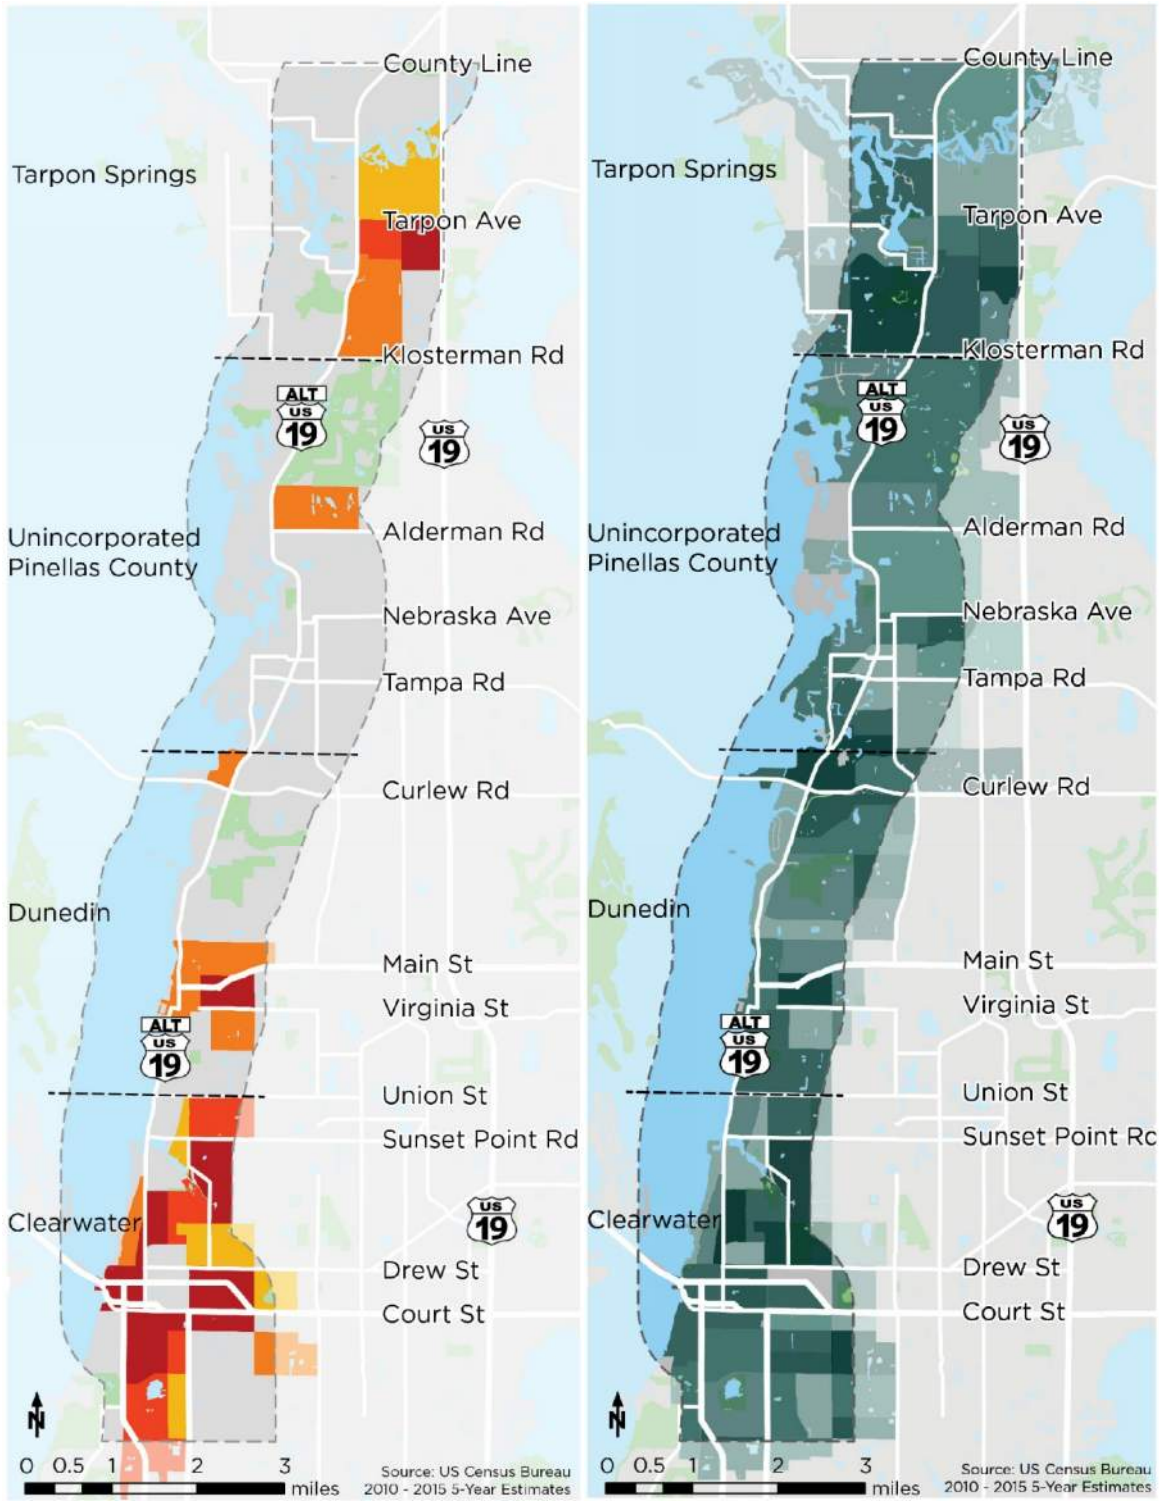 County Line
Tarpon Springs
Tarpon Ave
Klosterman Rd
ALT
US
19
US
19
Unincorporated
Pinellas County
Alderman Rd
Nebraska Ave
Tampa Rd
Curlew Rd
Dunedin
Main St
Virginia St
ALT
US
19
Union St
Sunset Point Rd
US
19
Clearwater
Drew St
Court St
N
0 0.5 1 2 3
miles
Source: US Census Bureau
2010 - 2015 5-Year Estimates
County Line
Tarpon Springs
Tarpon Ave
Klosterman Rd
ALT
US
19
US
19
Unincorporated
Pinellas County
Alderman Rd
Nebraska Ave
Tampa Rd
Curlew Rd
Dunedin
Main St
Virginia St
ALT
US
19
Union St
Sunset Point Rd
US
19
Clearwater
Drew St
Court St
N
0 0.5 1 2 3
miles
Source: US Census Bureau
2010 - 2015 5-Year Estimates